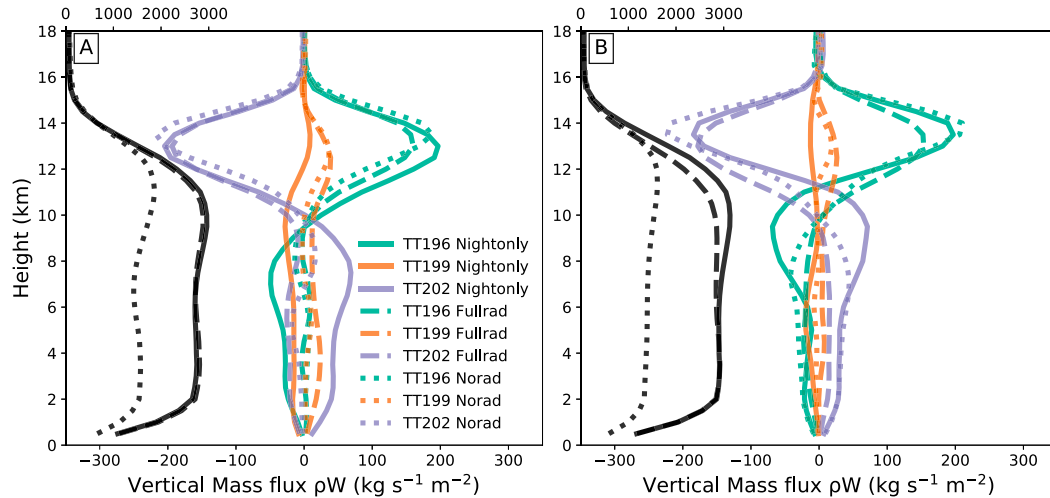 0 1000 2000 3000 0 1000 2000 3000
18 18
A B
16 16
14 14
12 12
10 10
Height (km)
8 8
6 6
4 4
2 2
0 0
TT196 Nightonly
TT199 Nightonly
TT202 Nightonly
TT196 Fullrad
TT199 Fullrad
TT202 Fullrad
TT196 Norad
TT199 Norad
TT202 Norad
−300 −200 −100 0 100 200 300 −300 −200 −100 0 100 200 300
Vertical Mass flux ρW (kg s⁻¹ m⁻²) Vertical Mass flux ρW (kg s⁻¹ m⁻²)